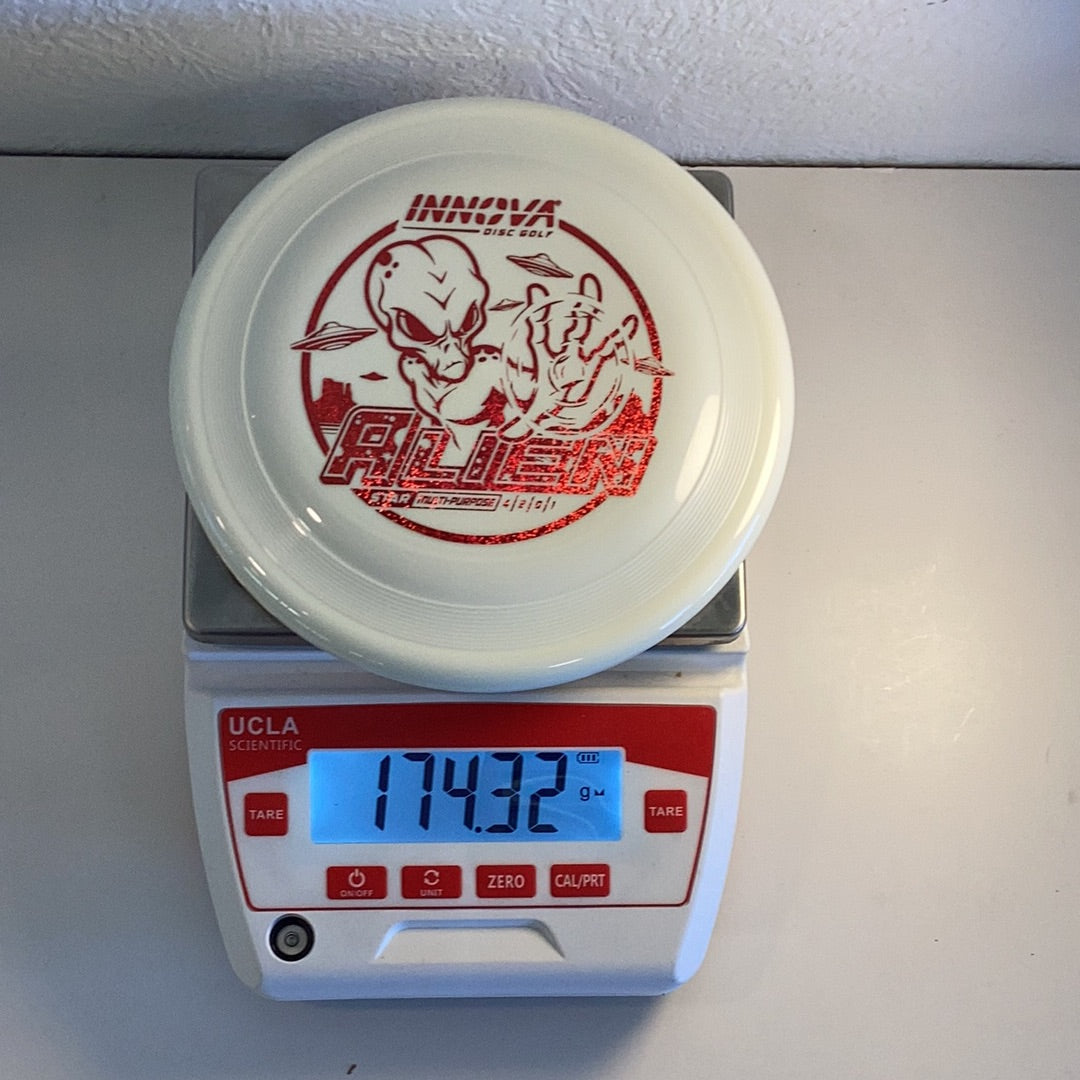 INNOVA
DISC GOLF
ALIEN
STAR MULTI-PURPOSE 4|2|0|1
UCLA
SCIENTIFIC
174.32 g
TARE
TARE
ON/OFF
UNIT
ZERO
CAL/PRT